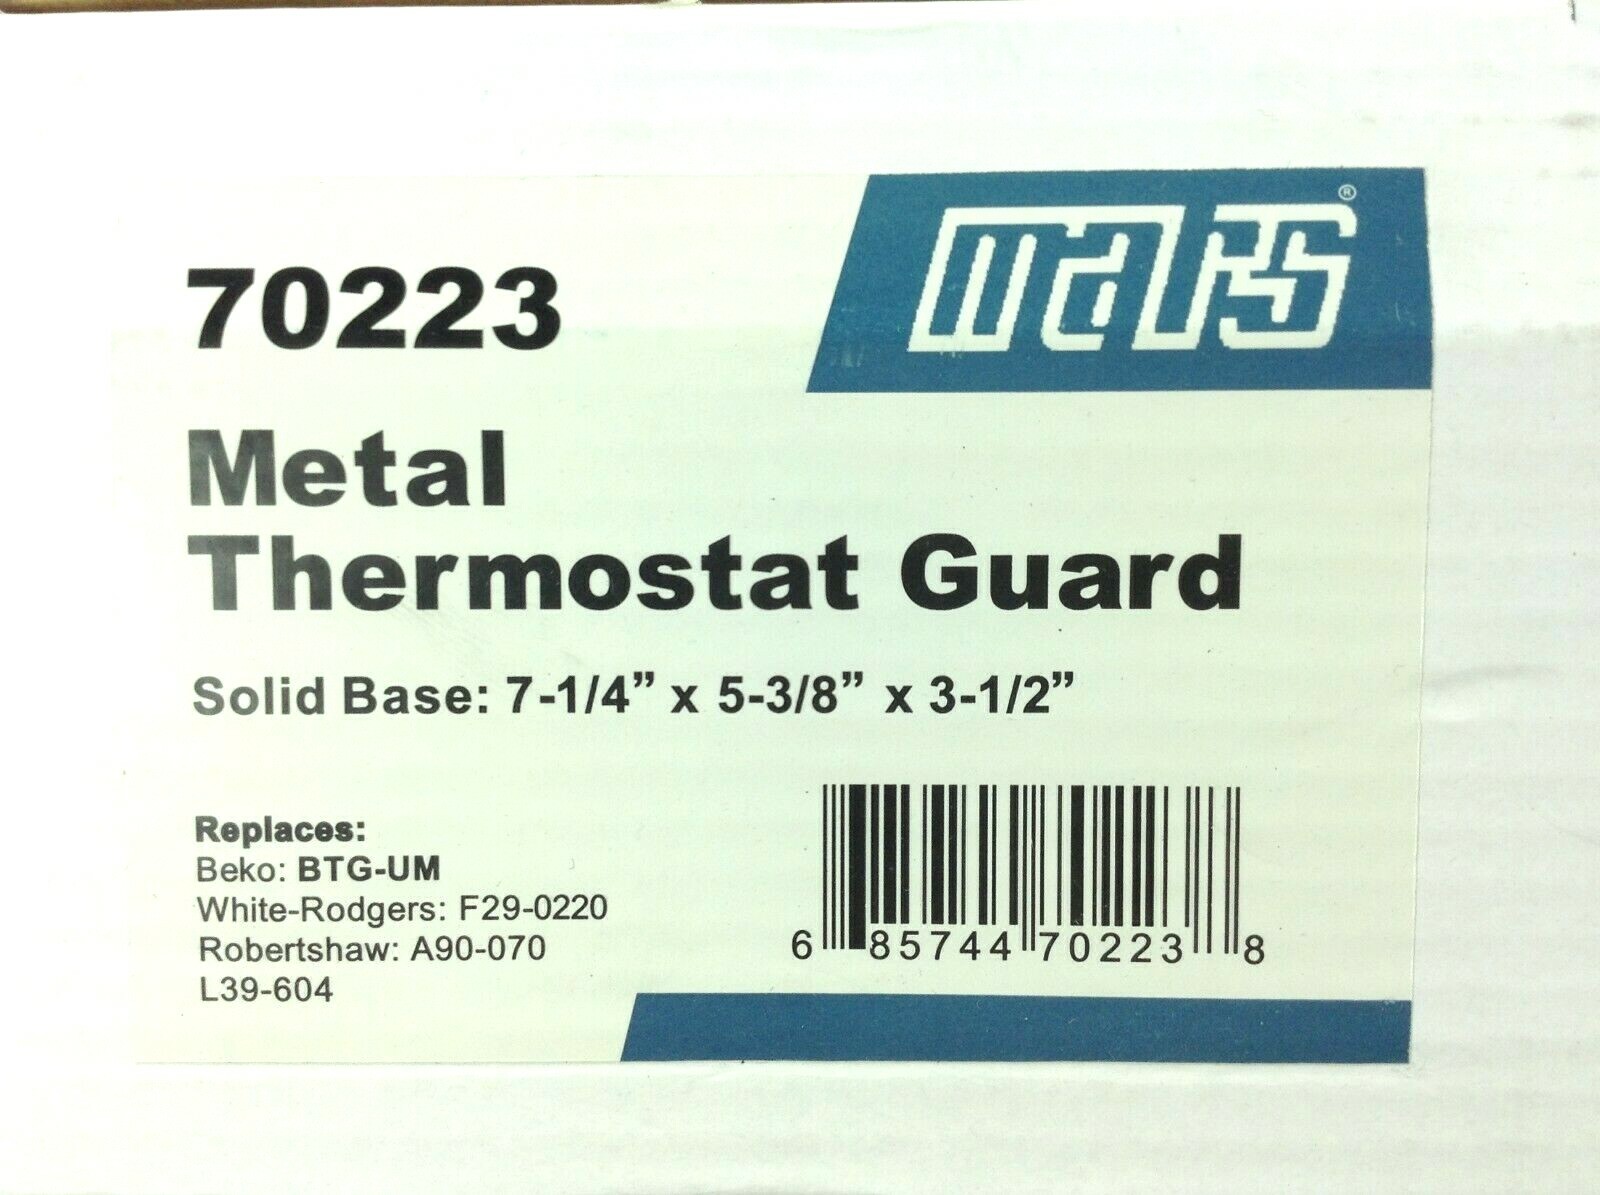 mars®
70223
Metal
Thermostat Guard
Solid Base: 7-1/4” x 5-3/8” x 3-1/2”
Replaces:
Beko: BTG-UM
White-Rodgers: F29-0220
Robertshaw: A90-070
L39-604
6 85744 70223 8